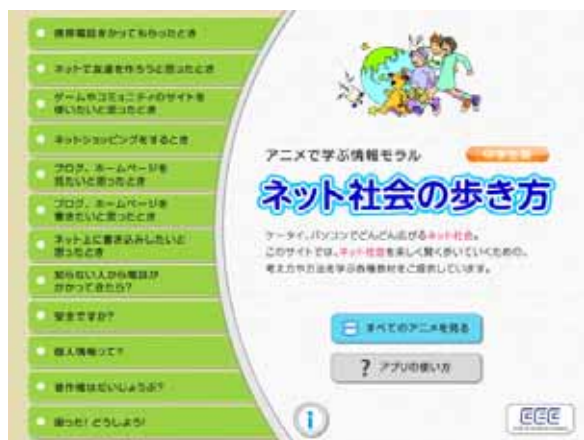 携帯電話をかってもらったとき
ネットで友達を作ろうと思ったとき
ゲームやコミュニティのサイトを
使いたいと思ったとき
ネットショッピングをするとき
ブログ、ホームページを
見たいと思ったとき
ブログ、ホームページを
書きたいと思ったとき
ネット上に書き込みしたいと
思ったとき
知らない人から電話が
かかってきたら?
安全ですか?
個人情報って?
著作権はだいじょうぶ?
困った!どうしよう!
アニメで学ぶ情報モラル
ネット社会の歩き方
ケータイ、パソコンでどんどん広がるネット社会。
このサイトでは、ネット社会を楽しく賢く歩いていくための、
考え方や方法を学ぶ各種教材をご提供しています。
すべてのアニメを見る
? アプリの使い方
i
CEC